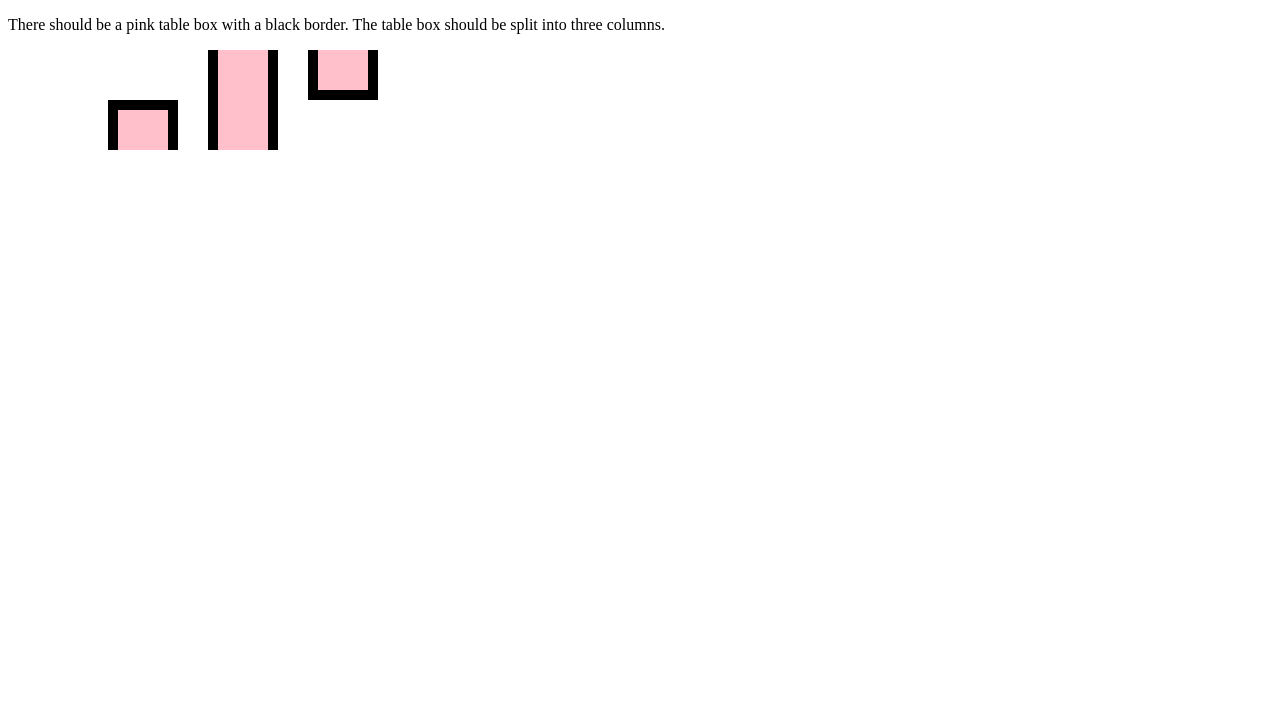 There should be a pink table box with a black border. The table box should be split into three columns.